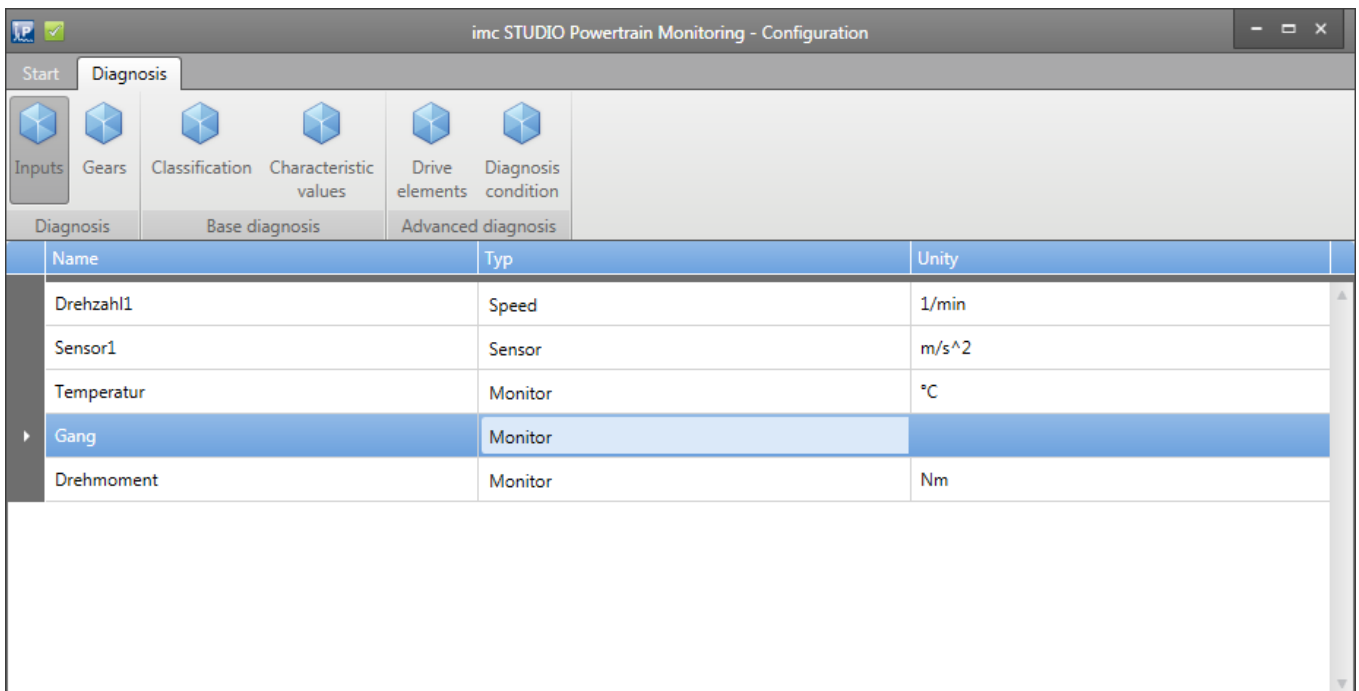 imc STUDIO Powertrain Monitoring - Configuration
Start Diagnosis
Inputs Gears Classification Characteristic values Drive elements Diagnosis condition
Diagnosis Base diagnosis Advanced diagnosis
Name Typ Unity
Drehzahl1 Speed 1/min
Sensor1 Sensor m/s^2
Temperatur Monitor °C
Gang Monitor
Drehmoment Monitor Nm